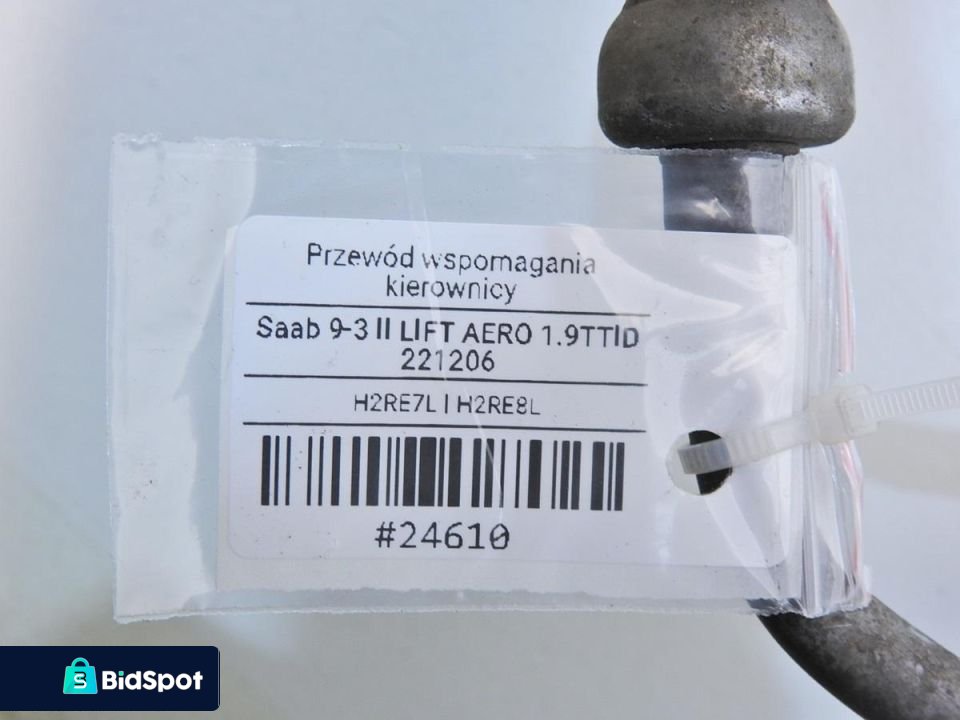 Przewód wspomagania
kierownicy
Saab 9-3 II LIFT AERO 1.9TTID
221206
H2RE7L | H2RE8L
#24610
BidSpot